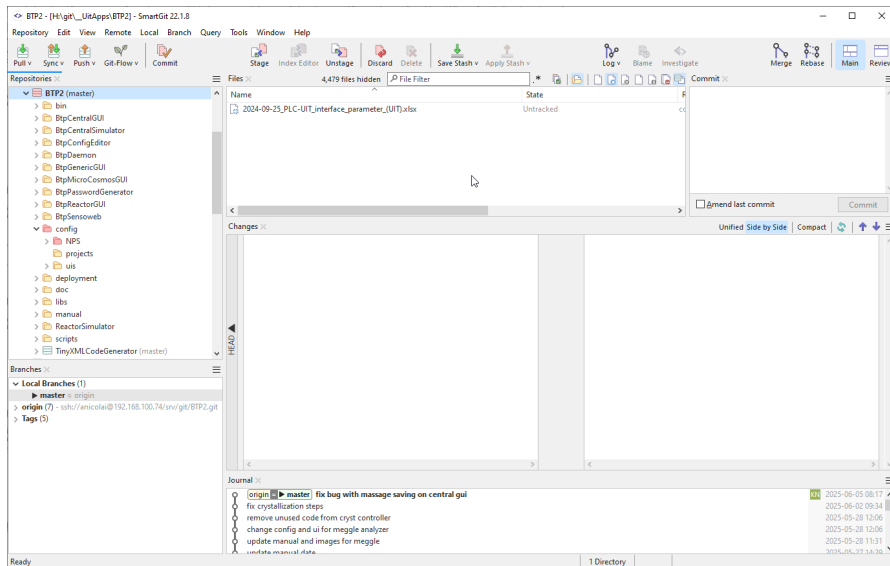 BTP2 - [H:\git\__UitApps\BTP2] - SmartGit 22.1.8
Repository Edit View Remote Local Branch Query Tools Window Help
Pull Sync Push Git-Flow Commit Stage Index Editor Unstage Discard Delete Save Stash Apply Stash Log Blame Investigate Merge Rebase Main Review
Repositories
BTP2 (master)
bin
BtpCentralGUI
BtpCentralSimulator
BtpConfigEditor
BtpDaemon
BtpGenericGUI
BtpMicroCosmosGUI
BtpPasswordGenerator
BtpReactorGUI
BtpSensoweb
config
NPS
projects
uis
deployment
doc
libs
manual
ReactorSimulator
scripts
TinyXMLCodeGenerator (master)
Branches
Local Branches (1)
master = origin
origin (7) - ssh://anicolai@192.168.100.74/srv/git/BTP2.git
Tags (5)
Files 4,479 files hidden File Filter .*
Name State
2024-09-25_PLC-UIT_interface_parameter_(UIT).xlsx Untracked
Commit
Amend last commit Commit
Changes Unified Side by Side Compact
HEAD
Journal
origin = master fix bug with massage saving on central gui KN 2025-06-05 08:17
fix crystallization steps 2025-06-02 09:34
remove unused code from cryst controller 2025-05-28 12:06
change config and ui for meggle analyzer 2025-05-28 12:06
update manual and images for meggle 2025-05-28 11:31
update manual date 2025-05-27 14:29
Ready 1 Directory